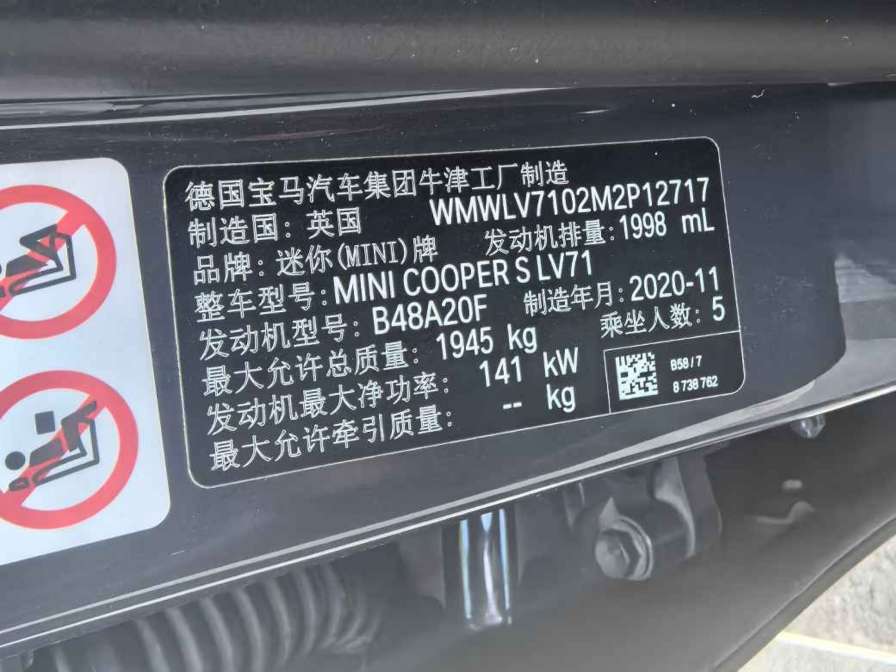 德国宝马汽车集团牛津工厂制造
制造国: 英国 WMWLV7102M2P12717
品牌: 迷你(MINI)牌 发动机排量: 1998 mL
整车型号: MINI COOPER S LV71
发动机型号: B48A20F 制造年月: 2020-11
最大允许总质量: 1945 kg 乘坐人数: 5
发动机最大净功率: 141 kW
最大允许牵引质量: -- kg
B58 / 7
8 738 762